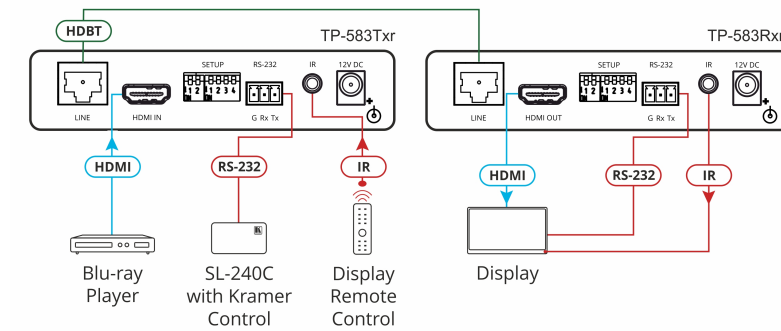 HDBT
TP-583Txr
TP-583Rxr
SETUP RS-232 IR 12V DC
1 2 1 2 3 4
LINE HDMI IN G Rx Tx
SETUP RS-232 IR 12V DC
1 2 1 2 3 4
LINE HDMI OUT G Rx Tx
HDMI
RS-232
IR
HDMI
RS-232
IR
Blu-ray
Player
SL-240C
with Kramer
Control
Display
Remote
Control
Display